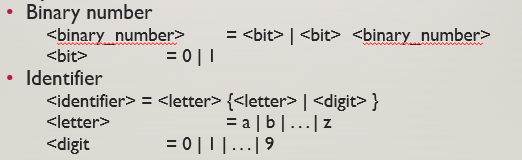 • Binary number
<binary_number> = <bit> | <bit> <binary_number>
<bit> = 0 | 1
• Identifier
<identifier> = <letter> {<letter> | <digit> }
<letter> = a | b | ... | z
<digit = 0 | 1 | ... | 9